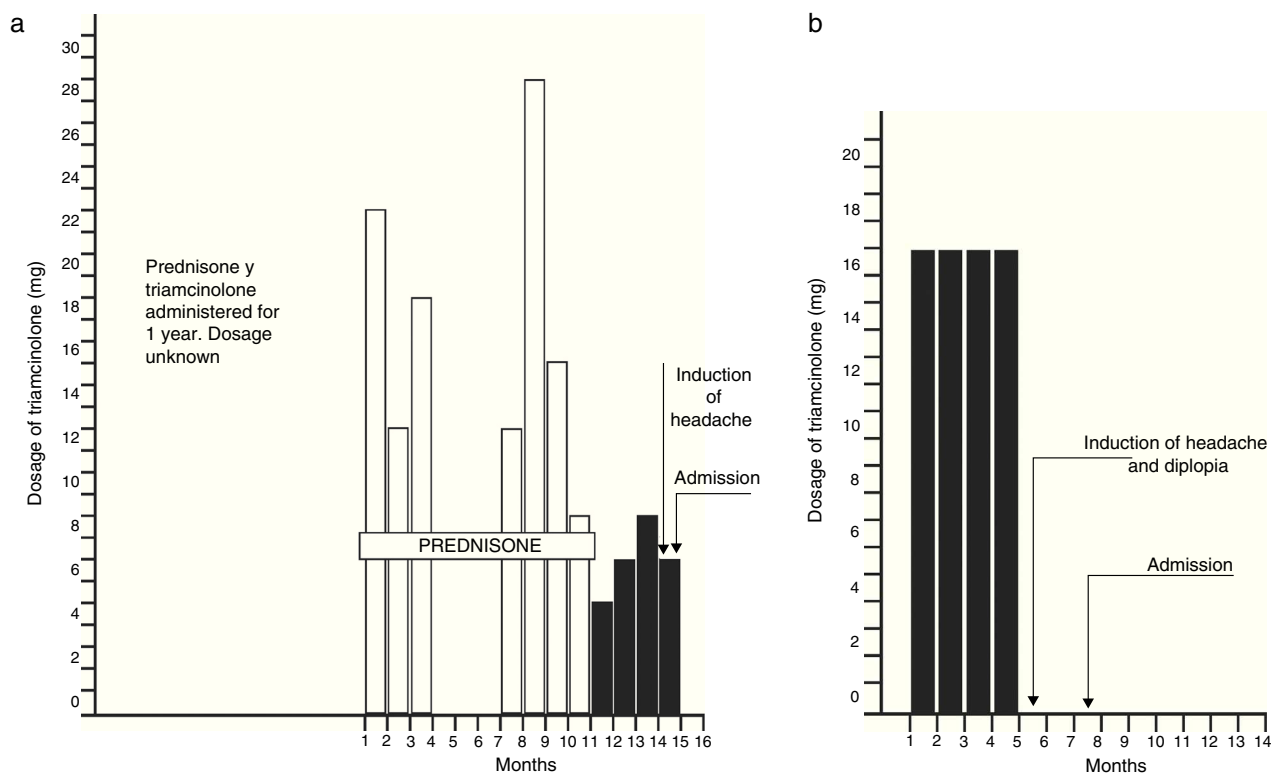 a
30
28
26
24
22
20
18
16
14
12
10
8
6
4
2
0
Dosage of triamcinolone (mg)
Prednisone y
triamcinolone
administered for
1 year. Dosage
unknown
PREDNISONE
Induction
of
headache
Admission
1 2 3 4 5 6 7 8 9 10 11 12 13 14 15 16
Months
b
20
18
16
14
12
10
8
6
4
2
0
Dosage of triamcinolone (mg)
Induction of headache
and diplopia
Admission
1 2 3 4 5 6 7 8 9 10 11 12 13 14
Months